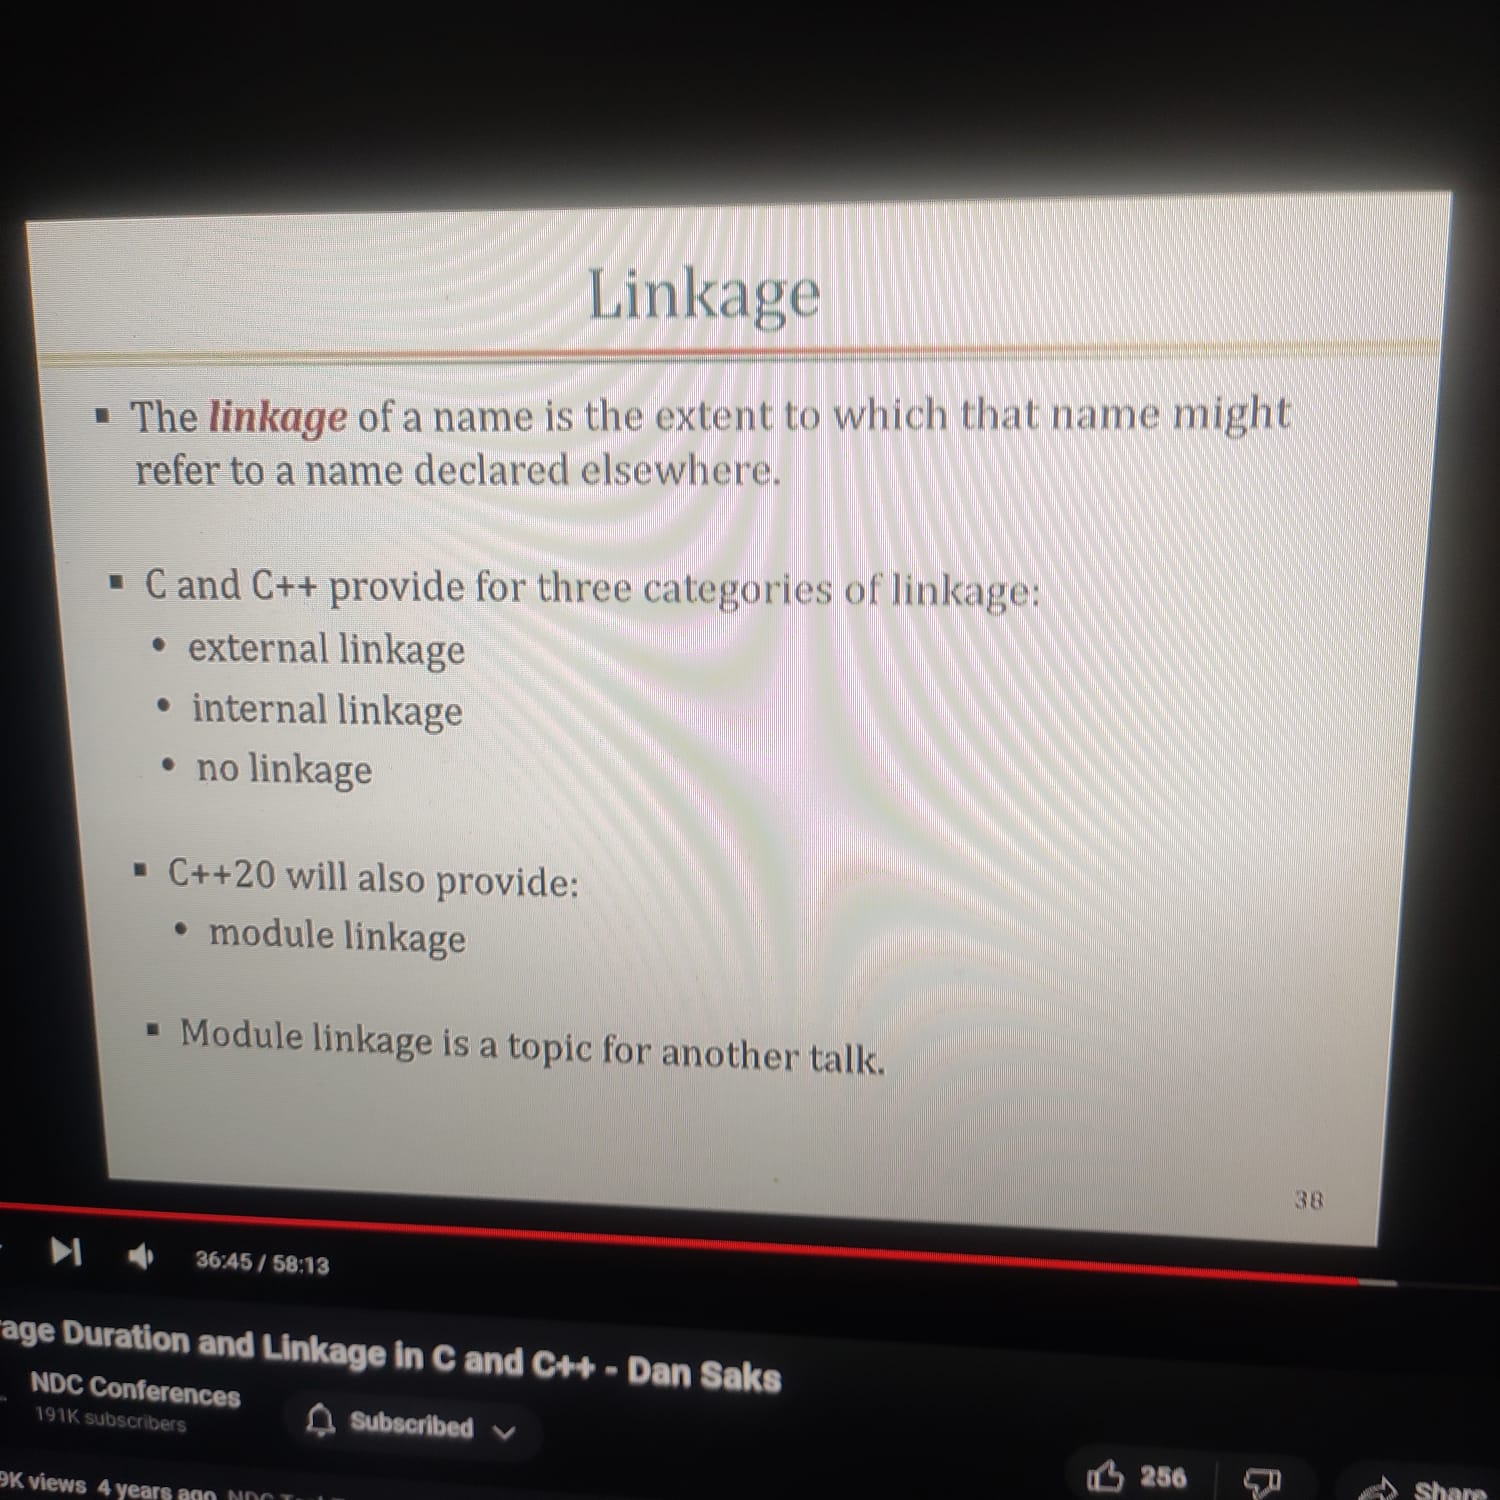 Linkage
▪ The linkage of a name is the extent to which that name might
refer to a name declared elsewhere.
▪ C and C++ provide for three categories of linkage:
• external linkage
• internal linkage
• no linkage
▪ C++20 will also provide:
• module linkage
▪ Module linkage is a topic for another talk.
38
36:45 / 58:13
age Duration and Linkage in C and C++ - Dan Saks
NDC Conferences
191K subscribers
Subscribed
256
Share
9K views 4 years ago NDC